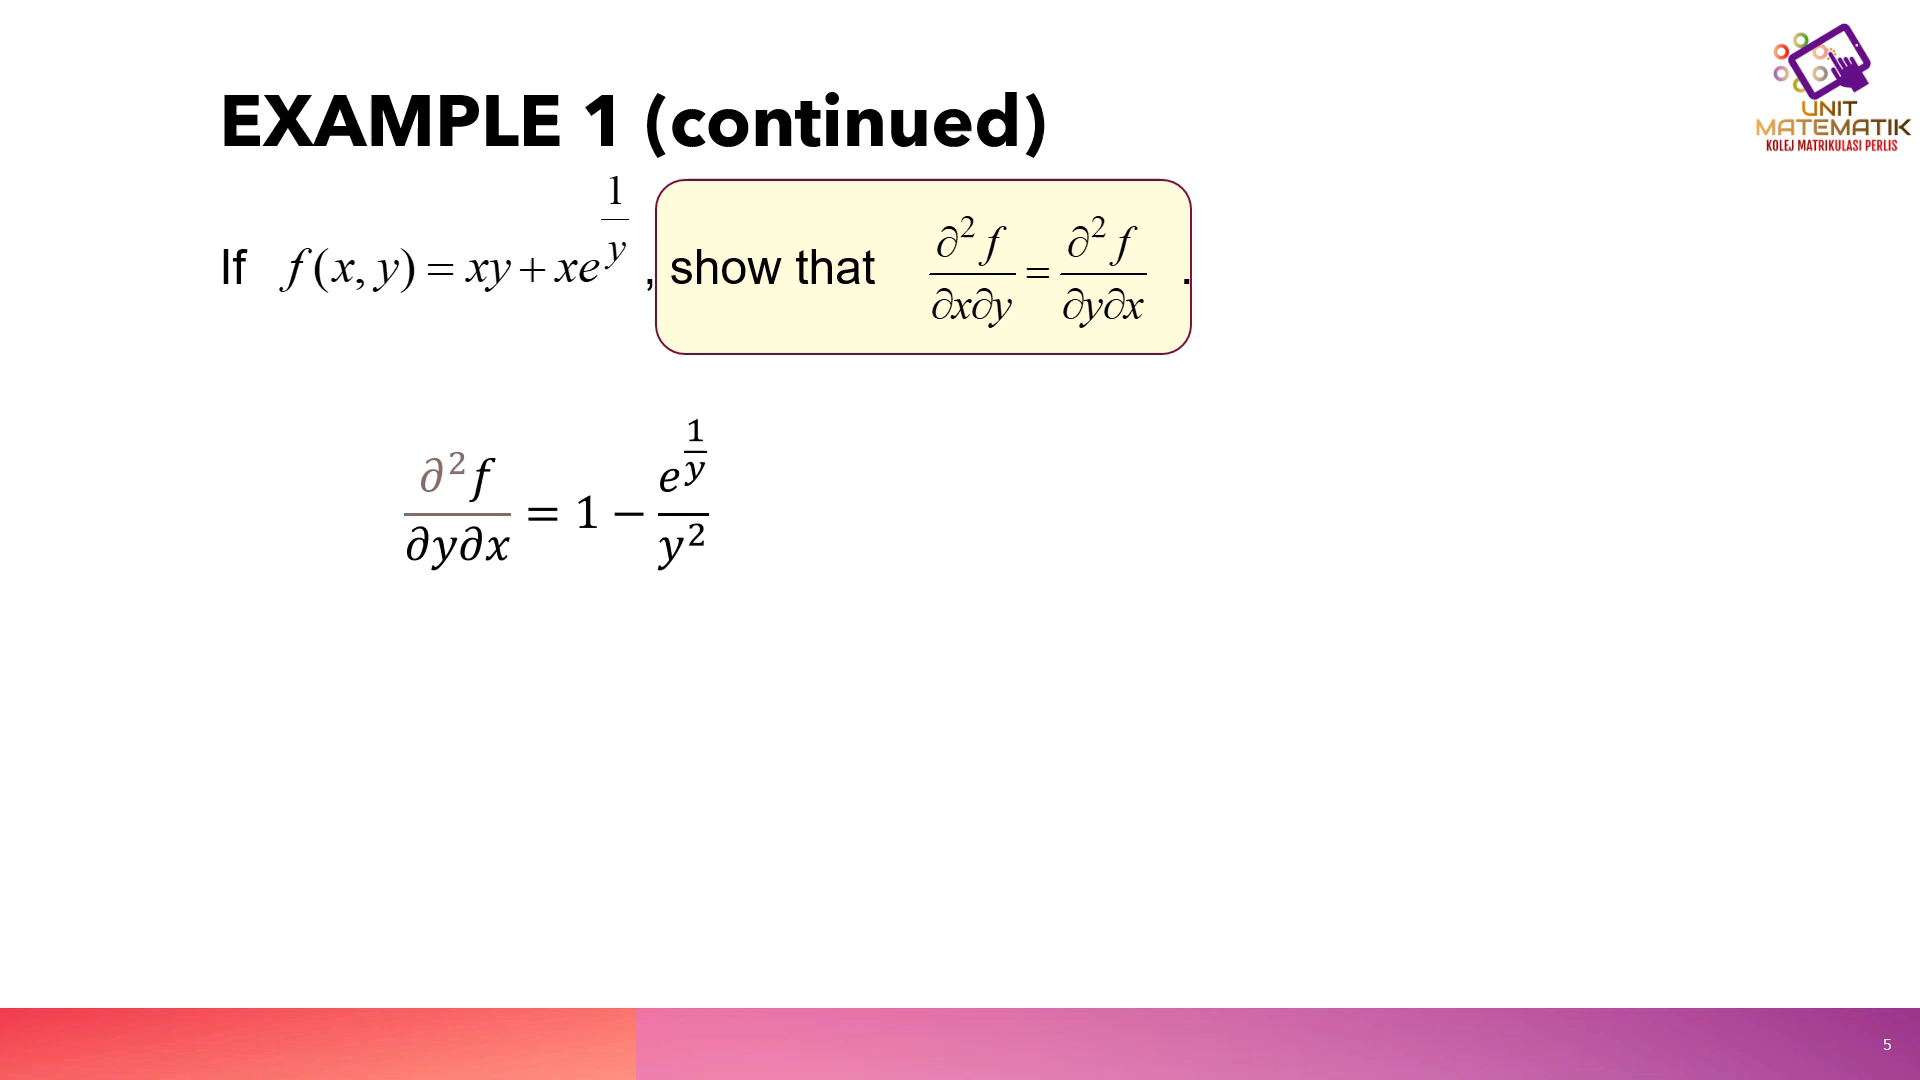 UNIT
MATEMATIK
KOLEJ MATRIKULASI PERLIS
EXAMPLE 1 (continued)
If f(x, y) = xy + xe^(1/y) , show that ∂²f/∂x∂y = ∂²f/∂y∂x .
∂²f/∂y∂x = 1 − e^(1/y)/y²
5